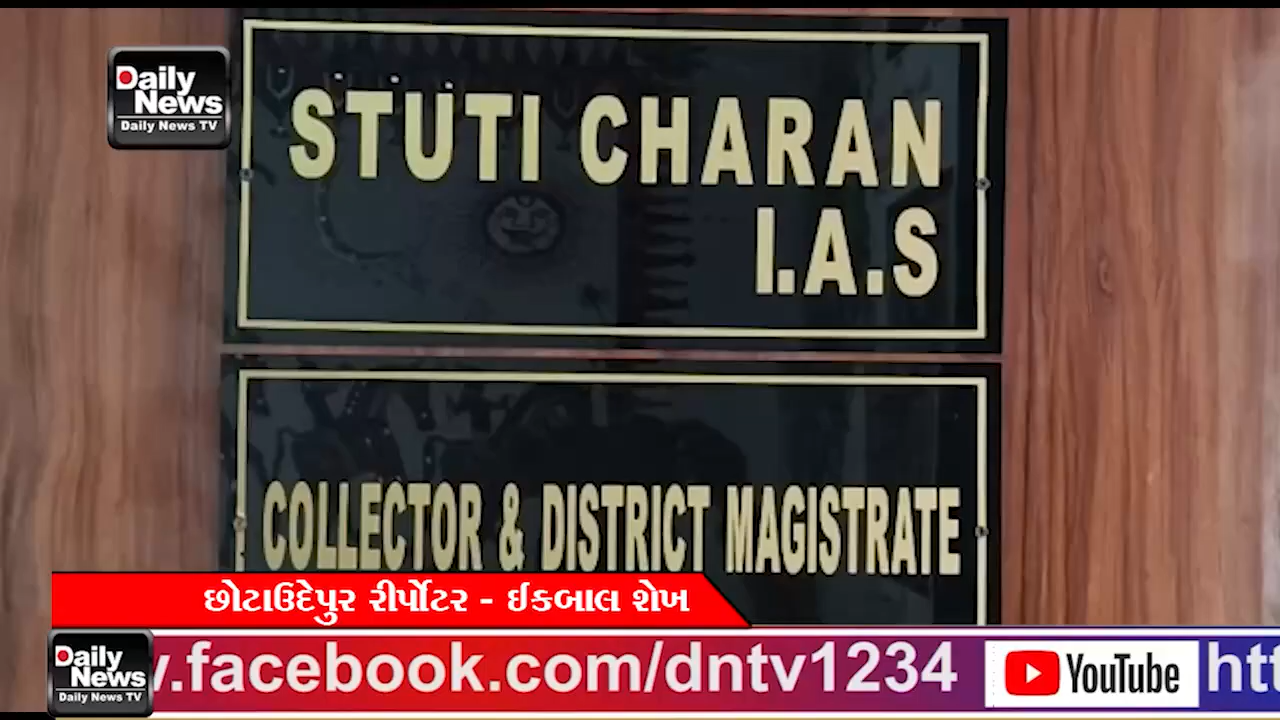 Daily
News
Daily News TV
STUTI CHARAN
I.A.S
COLLECTOR & DISTRICT MAGISTRATE
છોટાઉદેપુર રીર્પોટર - ઈકબાલ શેખ
Daily
News
Daily News TV
.facebook.com/dntv1234
YouTube